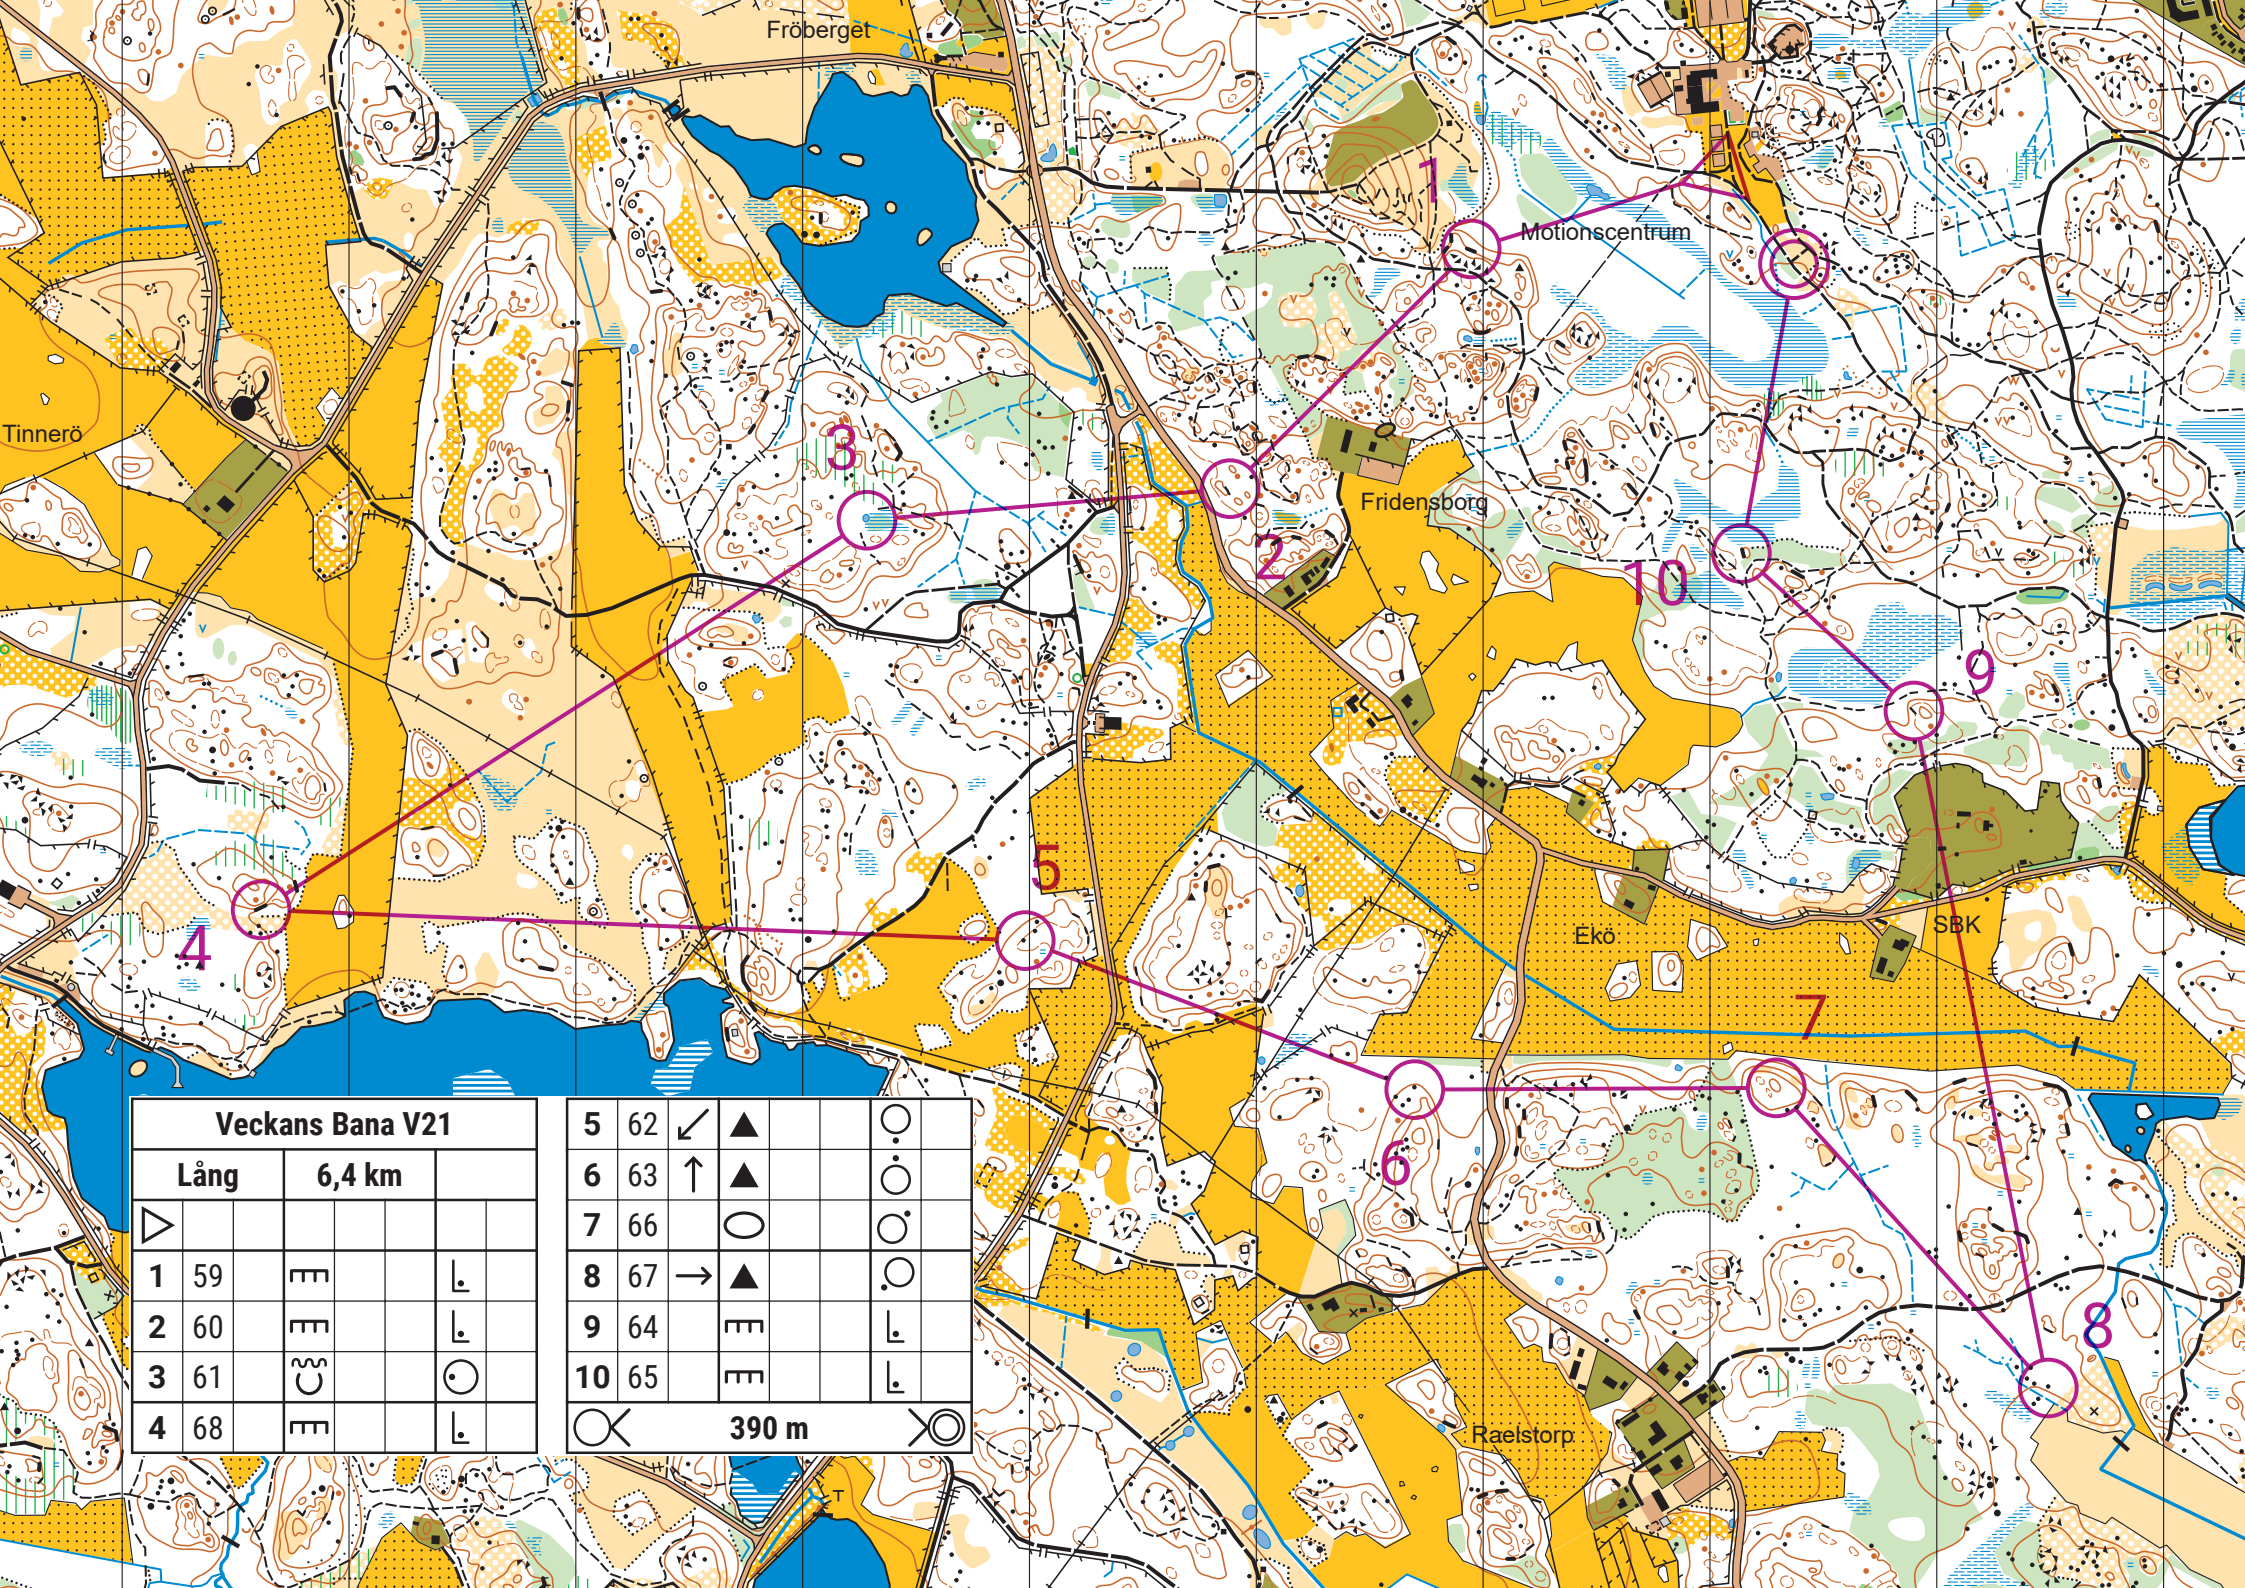 Fröberget
1
Motionscentrum
3
Tinnerö
Fridensborg
2
10
9
5
4
SBK
Ekö
7
6
8
Raelstorp
T
Veckans Bana V21
Lång 6,4 km
1 59
2 60
3 61
4 68
5 62
6 63
7 66
8 67
9 64
10 65
390 m